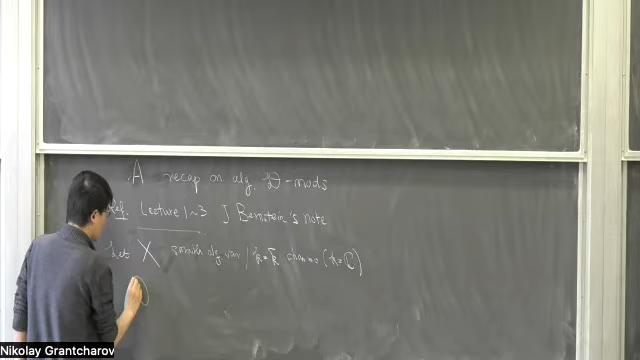 A recap on alg. D-mods
Ref. Lecture 1~3 J Bernstein's note
Let X smooth alg var / k = k̄ char = 0 (k = ℂ)
Nikolay Grantcharov